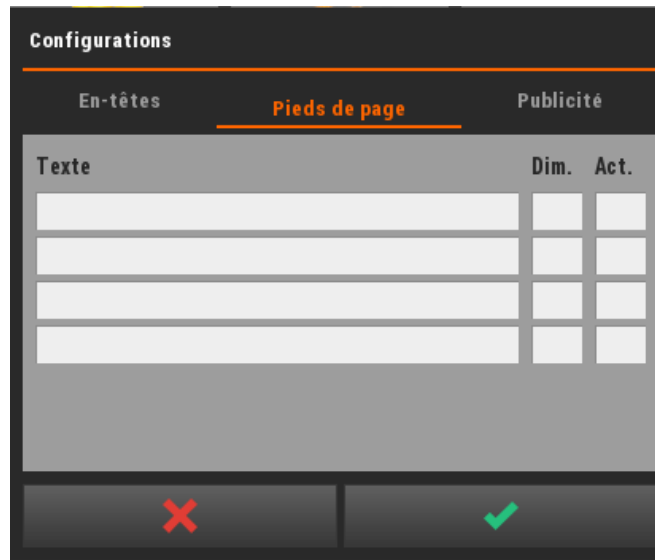 Configurations
En-têtes Pieds de page Publicité
Texte Dim. Act.